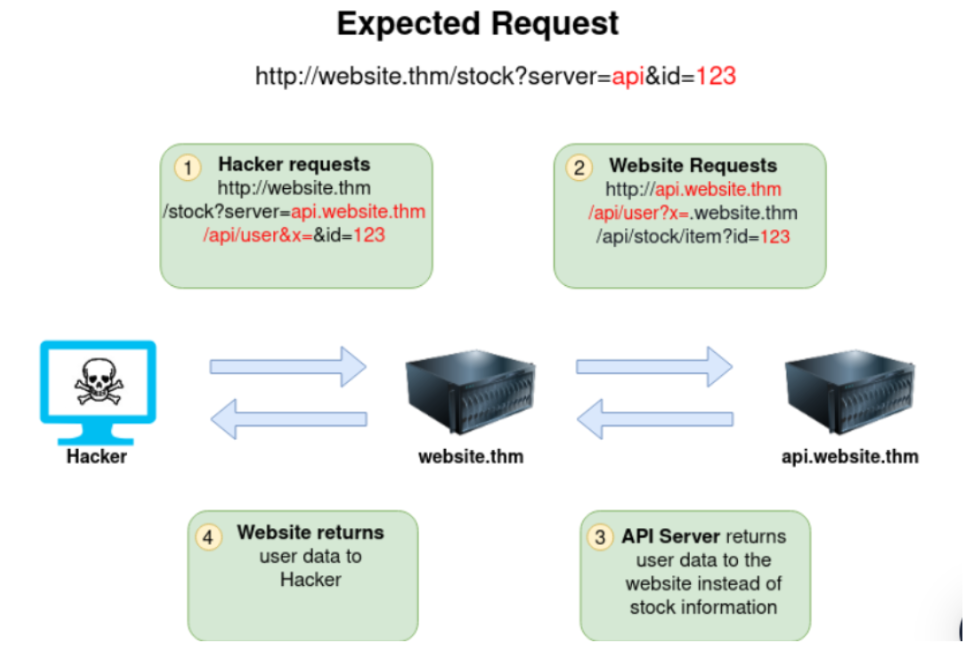 Expected Request
http://website.thm/stock?server=api&id=123
1 Hacker requests
http://website.thm
/stock?server=api.website.thm
/api/user&x=&id=123
2 Website Requests
http://api.website.thm
/api/user?x=.website.thm
/api/stock/item?id=123
Hacker
website.thm
api.website.thm
4 Website returns
user data to
Hacker
3 API Server returns
user data to the
website instead of
stock information